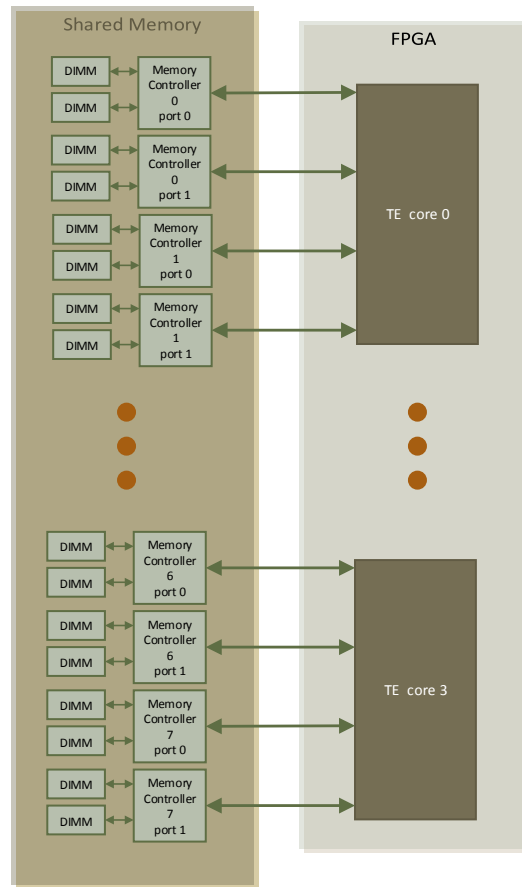 Shared Memory
FPGA
DIMM
DIMM
Memory
Controller
0
port 0
DIMM
DIMM
Memory
Controller
0
port 1
DIMM
DIMM
Memory
Controller
1
port 0
DIMM
DIMM
Memory
Controller
1
port 1
TE core 0
DIMM
DIMM
Memory
Controller
6
port 0
DIMM
DIMM
Memory
Controller
6
port 1
DIMM
DIMM
Memory
Controller
7
port 0
DIMM
DIMM
Memory
Controller
7
port 1
TE core 3